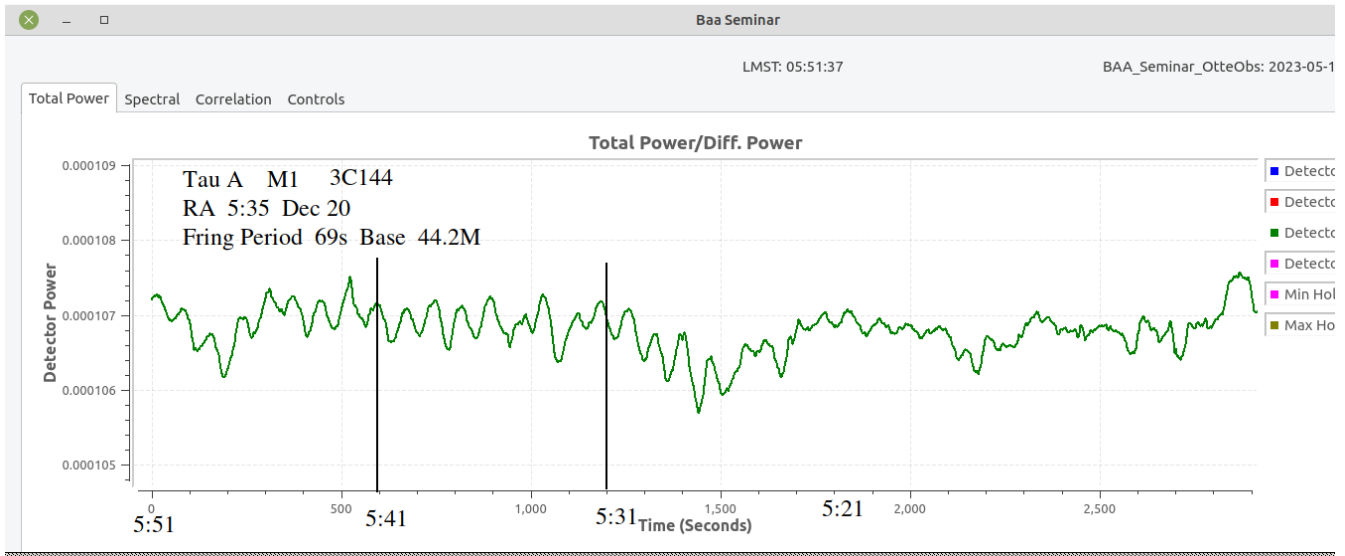 Baa Seminar
LMST: 05:51:37 BAA_Seminar_OtteObs: 2023-05-1
Total Power Spectral Correlation Controls
Total Power/Diff. Power
Tau A M1 3C144
RA 5:35 Dec 20
Fring Period 69s Base 44.2M
0.000109
0.000108
0.000107
0.000106
0.000105
Detector Power
Detecto
Detecto
Detecto
Detecto
Min Hol
Max Ho
0 500 1,000 1,500 2,000 2,500
5:51 5:41 5:31 5:21
Time (Seconds)